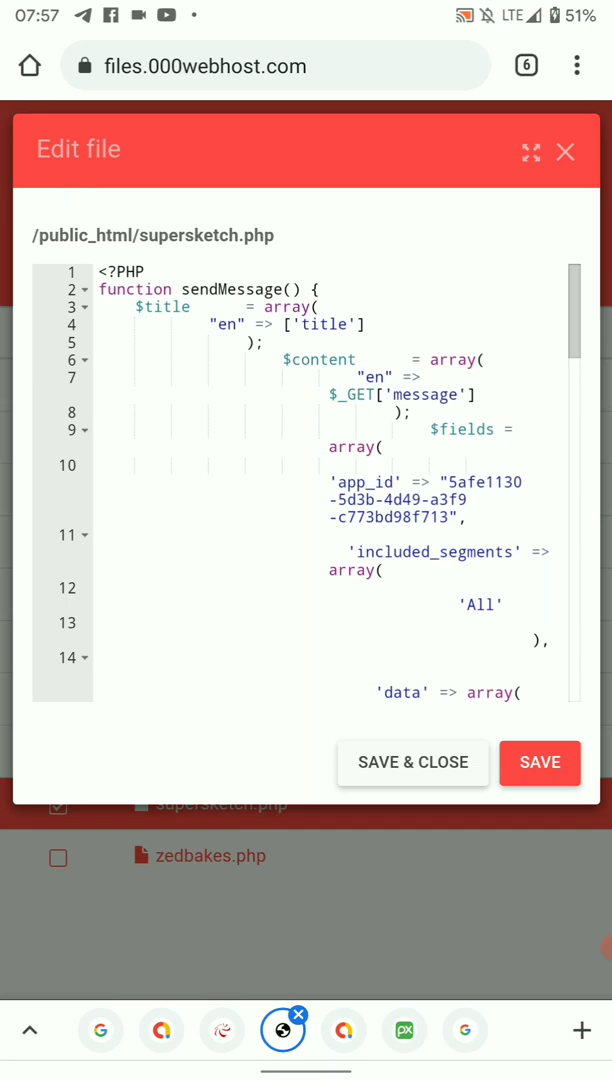 07:57 LTE 51%
files.000webhost.com 6
Edit file
/public_html/supersketch.php
1 <?PHP
2 function sendMessage() {
3 $title = array(
4 "en" => ['title']
5 );
6 $content = array(
7 "en" =>
$_GET['message']
8 );
9 $fields =
array(
10
'app_id' => "5afe1130
-5d3b-4d49-a3f9
-c773bd98f713",
11
'included_segments' =>
array(
12
'All'
13
),
14
'data' => array(
SAVE & CLOSE SAVE
supersketch.php
zedbakes.php
G px G